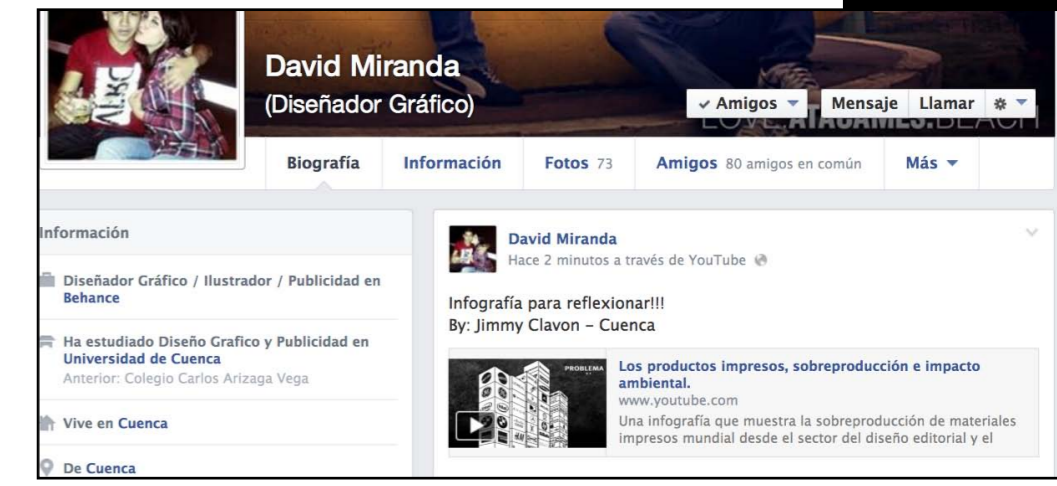 David Miranda
(Diseñador Gráfico)
✓ Amigos Mensaje Llamar
LOVE.ATACAMES.BEACH
Biografía Información Fotos 73 Amigos 80 amigos en común Más
Información
Diseñador Gráfico / Ilustrador / Publicidad en
Behance
Ha estudiado Diseño Grafico y Publicidad en
Universidad de Cuenca
Anterior: Colegio Carlos Arizaga Vega
Vive en Cuenca
De Cuenca
David Miranda
Hace 2 minutos a través de YouTube
Infografía para reflexionar!!!
By: Jimmy Clavon – Cuenca
PROBLEMA
Los productos impresos, sobreproducción e impacto
ambiental.
www.youtube.com
Una infografía que muestra la sobreproducción de materiales
impresos mundial desde el sector del diseño editorial y el